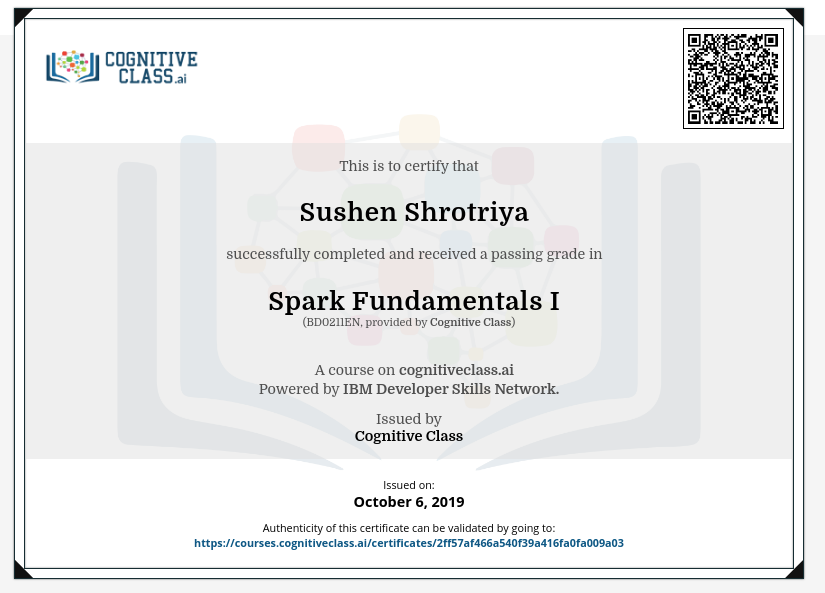 COGNITIVE
CLASS.ai
This is to certify that
Sushen Shrotriya
successfully completed and received a passing grade in
Spark Fundamentals I
(BD0211EN, provided by Cognitive Class)
A course on cognitiveclass.ai
Powered by IBM Developer Skills Network.
Issued by
Cognitive Class
Issued on:
October 6, 2019
Authenticity of this certificate can be validated by going to:
https://courses.cognitiveclass.ai/certificates/2ff57af466a540f39a416fa0fa009a03